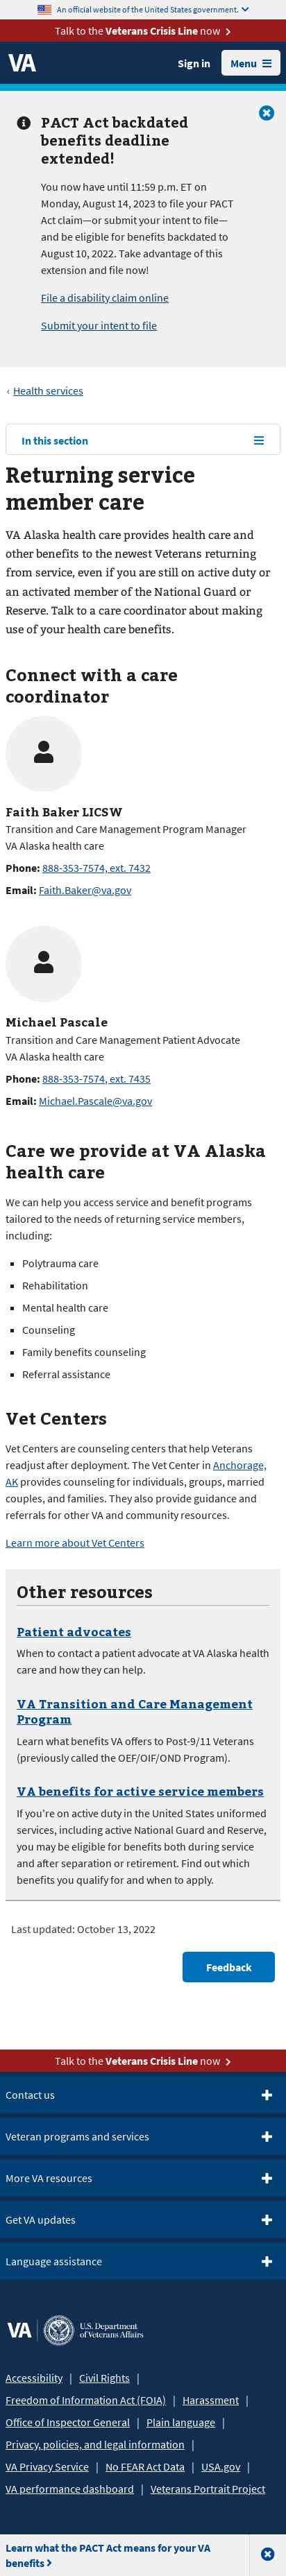 An official website of the United States government.
Talk to the Veterans Crisis Line now
VA
Sign in
Menu
PACT Act backdated
benefits deadline
extended!
You now have until 11:59 p.m. ET on
Monday, August 14, 2023 to file your PACT
Act claim—or submit your intent to file—
and be eligible for benefits backdated to
August 10, 2022. Take advantage of this
extension and file now!
File a disability claim online
Submit your intent to file
‹ Health services
In this section
Returning service
member care
VA Alaska health care provides health care and
other benefits to the newest Veterans returning
from service, even if you are still on active duty or
an activated member of the National Guard or
Reserve. Talk to a care coordinator about making
use of your health care benefits.
Connect with a care
coordinator
Faith Baker LICSW
Transition and Care Management Program Manager
VA Alaska health care
Phone: 888-353-7574, ext. 7432
Email: Faith.Baker@va.gov
Michael Pascale
Transition and Care Management Patient Advocate
VA Alaska health care
Phone: 888-353-7574, ext. 7435
Email: Michael.Pascale@va.gov
Care we provide at VA Alaska
health care
We can help you access service and benefit programs
tailored to the needs of returning service members,
including:
Polytrauma care
Rehabilitation
Mental health care
Counseling
Family benefits counseling
Referral assistance
Vet Centers
Vet Centers are counseling centers that help Veterans
readjust after deployment. The Vet Center in Anchorage,
AK provides counseling for individuals, groups, married
couples, and families. They also provide guidance and
referrals for other VA and community resources.
Learn more about Vet Centers
Other resources
Patient advocates
When to contact a patient advocate at VA Alaska health
care and how they can help.
VA Transition and Care Management
Program
Learn what benefits VA offers to Post-9/11 Veterans
(previously called the OEF/OIF/OND Program).
VA benefits for active service members
If you're on active duty in the United States uniformed
services, including active National Guard and Reserve,
you may be eligible for benefits both during service
and after separation or retirement. Find out which
benefits you qualify for and when to apply.
Last updated: October 13, 2022
Feedback
Talk to the Veterans Crisis Line now
Contact us
Veteran programs and services
More VA resources
Get VA updates
Language assistance
VA
U.S. Department
of Veterans Affairs
Accessibility | Civil Rights |
Freedom of Information Act (FOIA) | Harassment |
Office of Inspector General | Plain language |
Privacy, policies, and legal information |
VA Privacy Service | No FEAR Act Data | USA.gov |
VA performance dashboard | Veterans Portrait Project
Learn what the PACT Act means for your VA
benefits